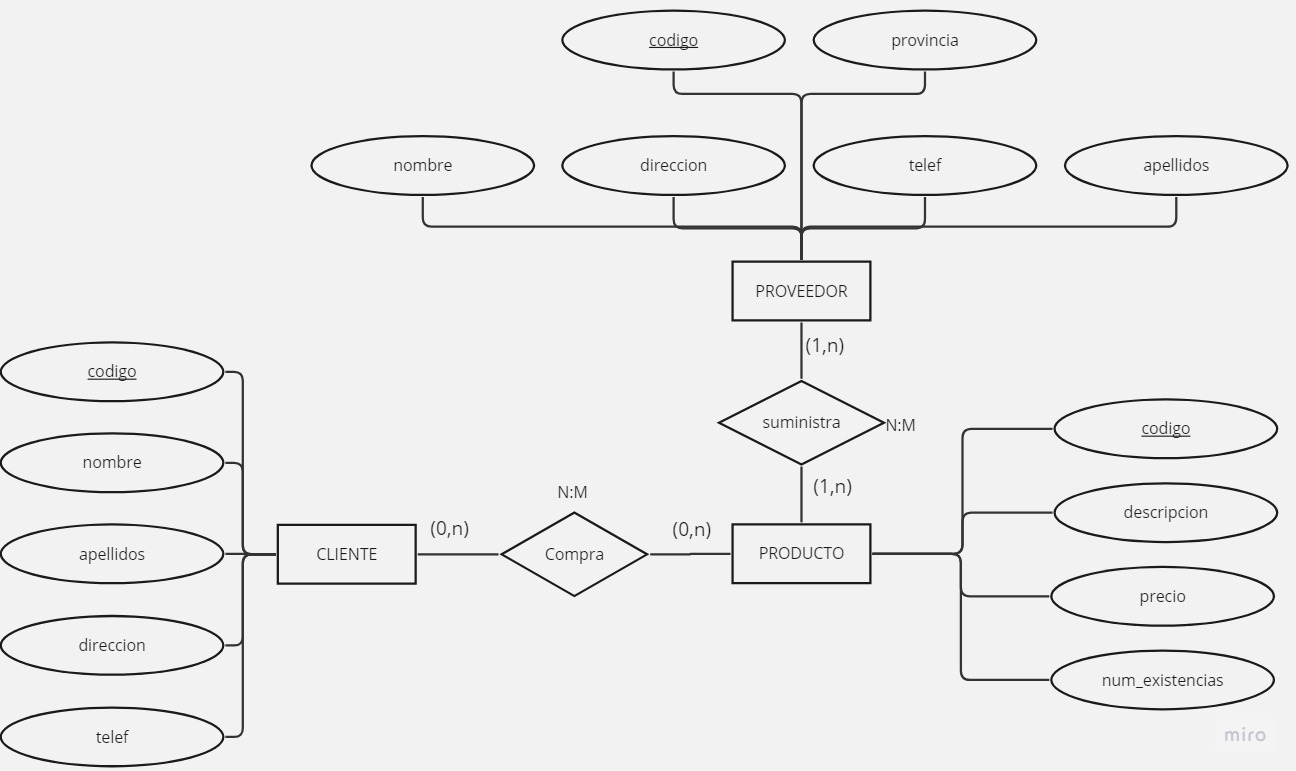 codigo
provincia
nombre
direccion
telef
apellidos
PROVEEDOR
(1,n)
suministra
N:M
(1,n)
codigo
nombre
apellidos
direccion
telef
CLIENTE
(0,n)
N:M
Compra
(0,n)
PRODUCTO
codigo
descripcion
precio
num_existencias
miro